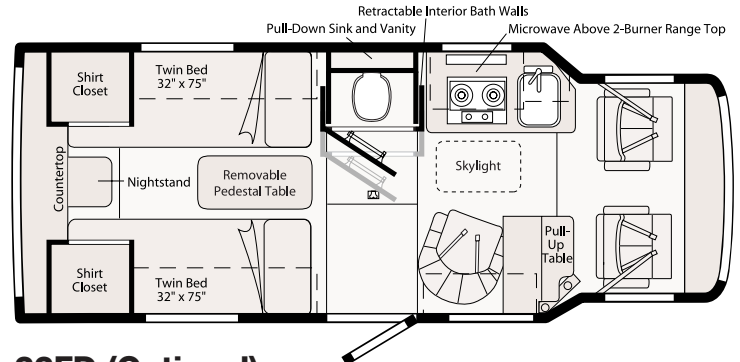 Retractable Interior Bath Walls
Pull-Down Sink and Vanity
Microwave Above 2-Burner Range Top
Shirt
Closet
Twin Bed
32" x 75"
Skylight
Countertop
Nightstand
Removable
Pedestal Table
Pull-
Up
Table
Shirt
Closet
Twin Bed
32" x 75"
(Optional)